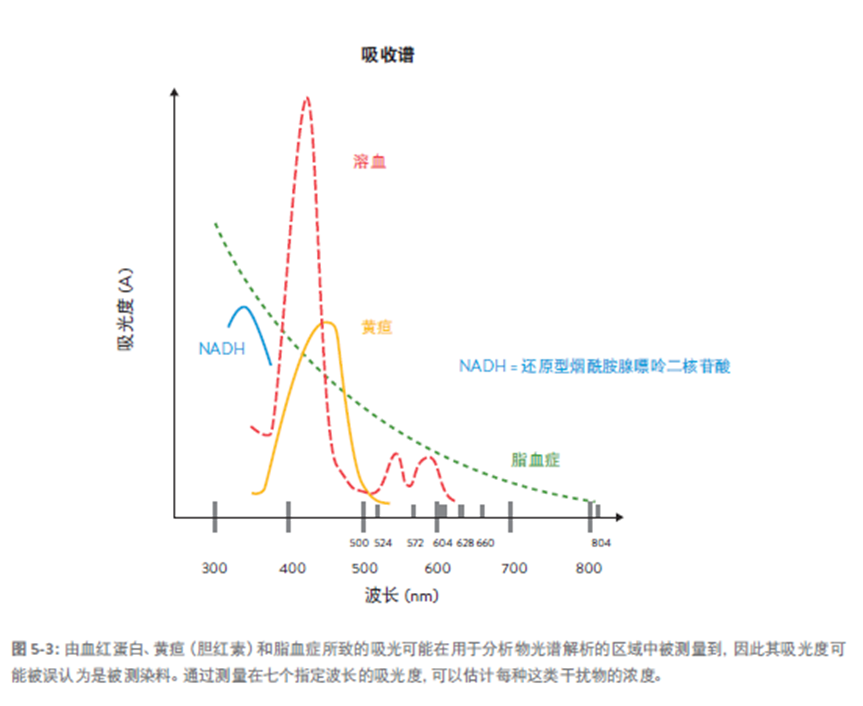 吸收谱
溶血
吸光度 (A)
黄疸
NADH
NADH = 还原型烟酰胺腺嘌呤二核苷酸
脂血症
500 524 572 604 628 660 804
300 400 500 600 700 800
波长 (nm)
图 5-3: 由血红蛋白、黄疸 (胆红素) 和脂血症所致的吸光可能在用于分析物光谱解析的区域中被测量到, 因此其吸光度可
能被误认为是被测染料。通过测量在七个指定波长的吸光度, 可以估计每种这类干扰物的浓度。